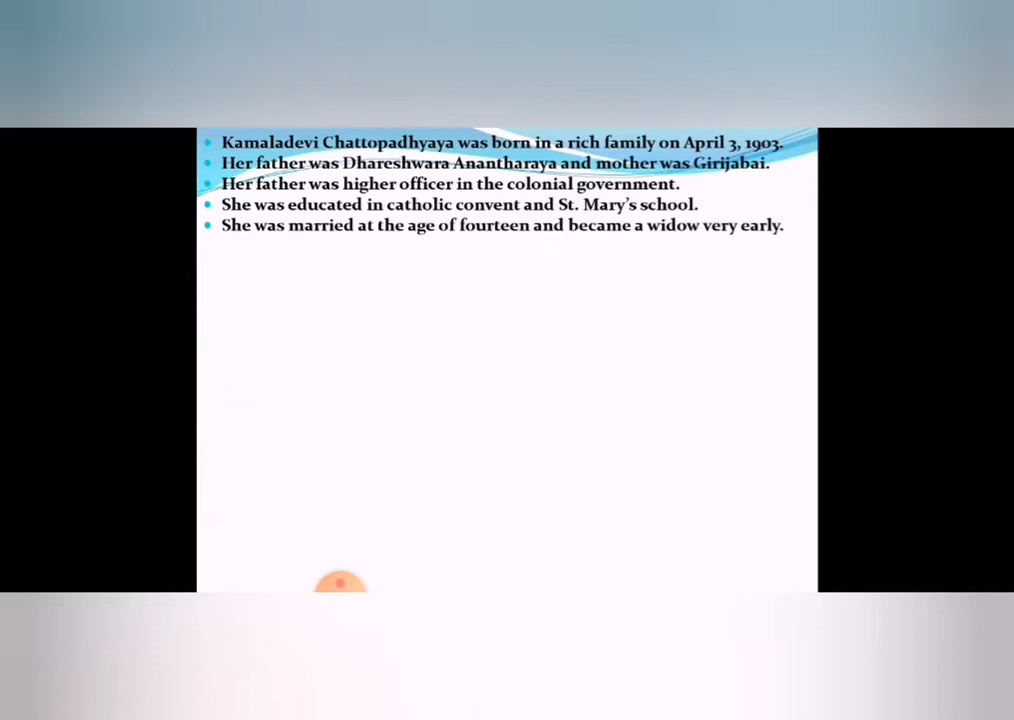 Kamaladevi Chattopadhyaya was born in a rich family on April 3, 1903.
Her father was Dhareshwara Anantharaya and mother was Girijabai.
Her father was higher officer in the colonial government.
She was educated in catholic convent and St. Mary's school.
She was married at the age of fourteen and became a widow very early.